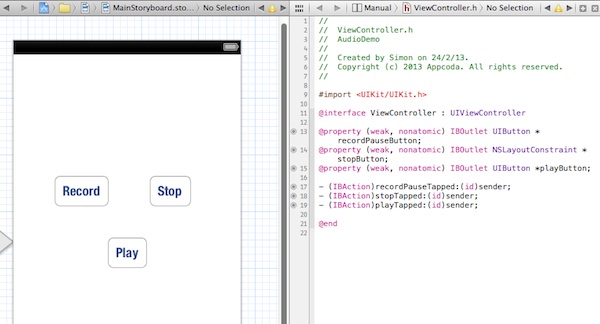 MainStoryboard.sto... No Selection
Manual ViewController.h No Selection
1 //
2 // ViewController.h
3 // AudioDemo
4 //
5 // Created by Simon on 24/2/13.
6 // Copyright (c) 2013 Appcoda. All rights reserved.
7 //
8
9 #import <UIKit/UIKit.h>
10
11 @interface ViewController : UIViewController
12
13 @property (weak, nonatomic) IBOutlet UIButton *
recordPauseButton;
14 @property (weak, nonatomic) IBOutlet NSLayoutConstraint *
stopButton;
15 @property (weak, nonatomic) IBOutlet UIButton *playButton;
16
17 - (IBAction)recordPauseTapped:(id)sender;
18 - (IBAction)stopTapped:(id)sender;
19 - (IBAction)playTapped:(id)sender;
20
21 @end
22
Record Stop
Play